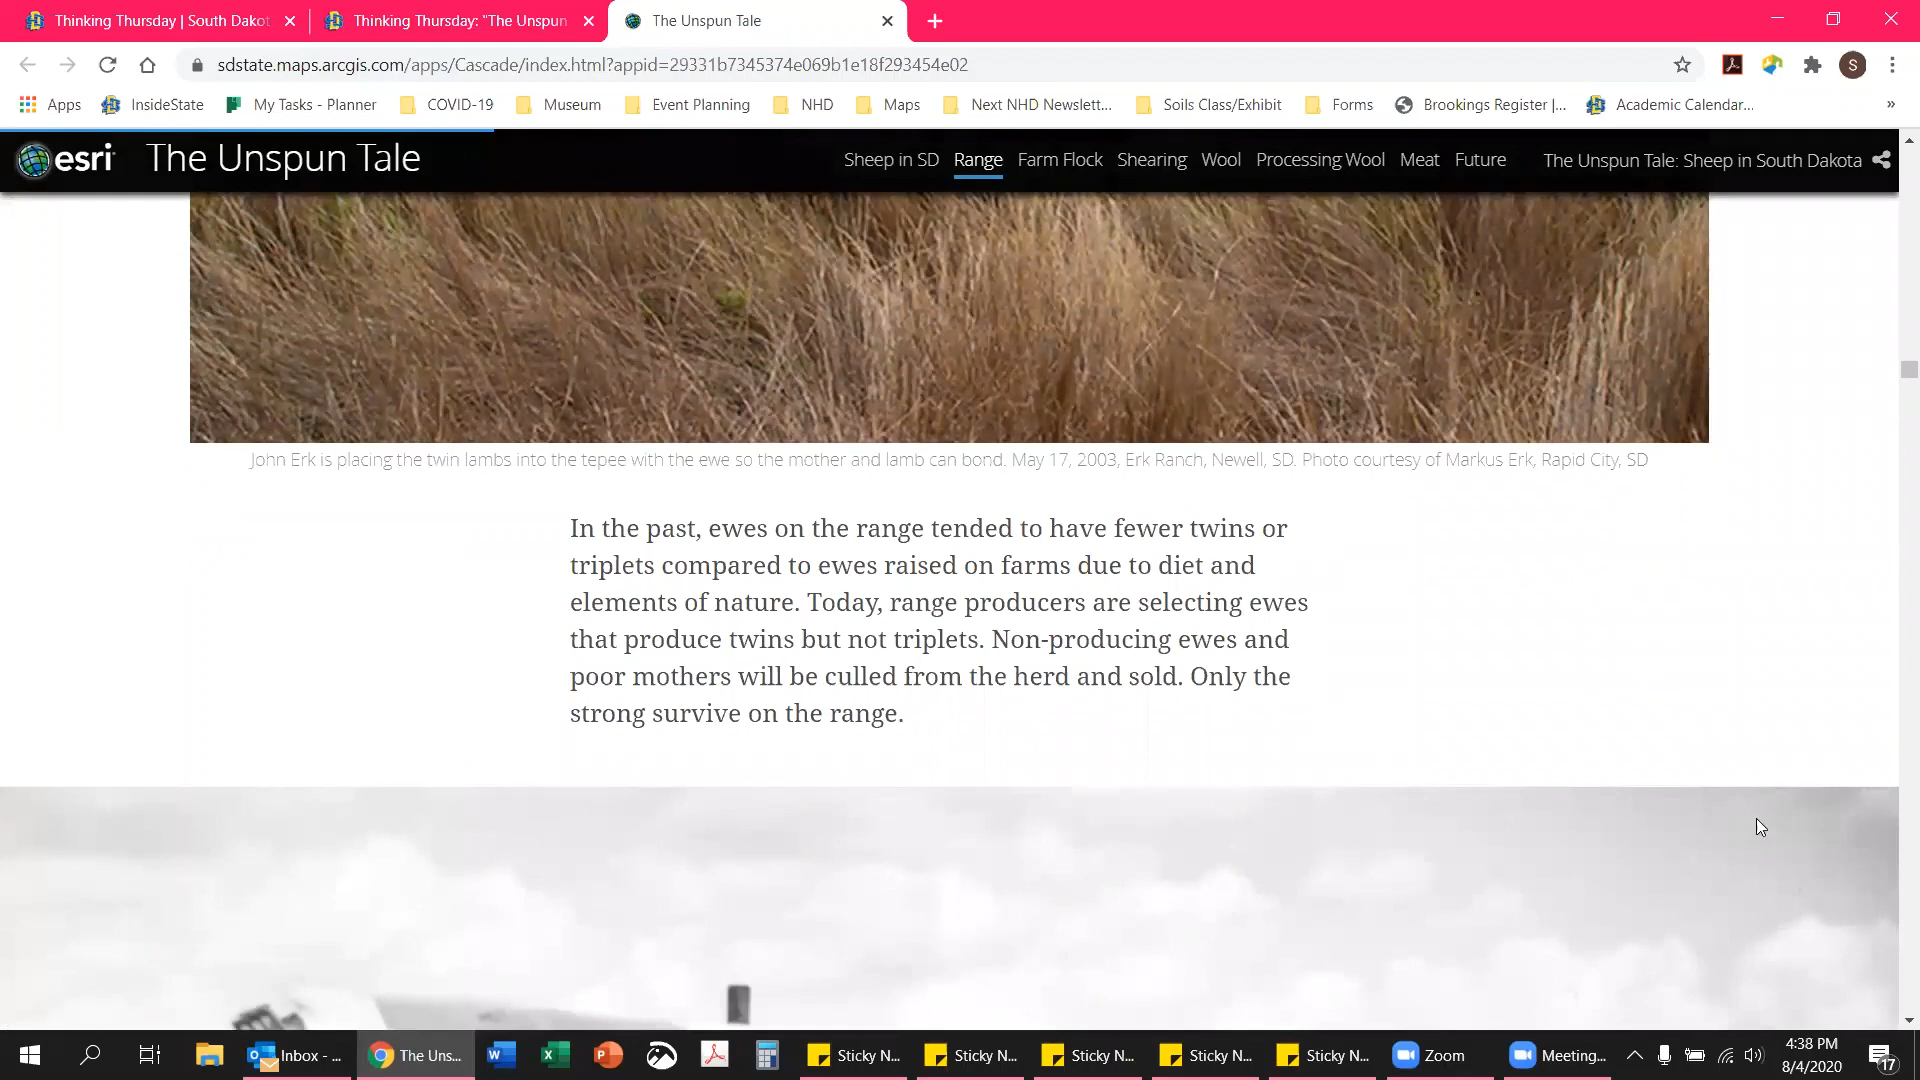 Thinking Thursday | South Dakot
Thinking Thursday: "The Unspun
The Unspun Tale
sdstate.maps.arcgis.com/apps/Cascade/index.html?appid=29331b7345374e069b1e18f293454e02
S
Apps
InsideState
My Tasks - Planner
COVID-19
Museum
Event Planning
NHD
Maps
Next NHD Newslett...
Soils Class/Exhibit
Forms
Brookings Register |...
Academic Calendar...
»
esri
The Unspun Tale
Sheep in SD
Range
Farm Flock
Shearing
Wool
Processing Wool
Meat
Future
The Unspun Tale: Sheep in South Dakota
John Erk is placing the twin lambs into the tepee with the ewe so the mother and lamb can bond. May 17, 2003, Erk Ranch, Newell, SD. Photo courtesy of Markus Erk, Rapid City, SD
In the past, ewes on the range tended to have fewer twins or
triplets compared to ewes raised on farms due to diet and
elements of nature. Today, range producers are selecting ewes
that produce twins but not triplets. Non-producing ewes and
poor mothers will be culled from the herd and sold. Only the
strong survive on the range.
Inbox - ...
The Uns...
Sticky N...
Sticky N...
Sticky N...
Sticky N...
Sticky N...
Zoom
Meeting...
4:38 PM
8/4/2020
17